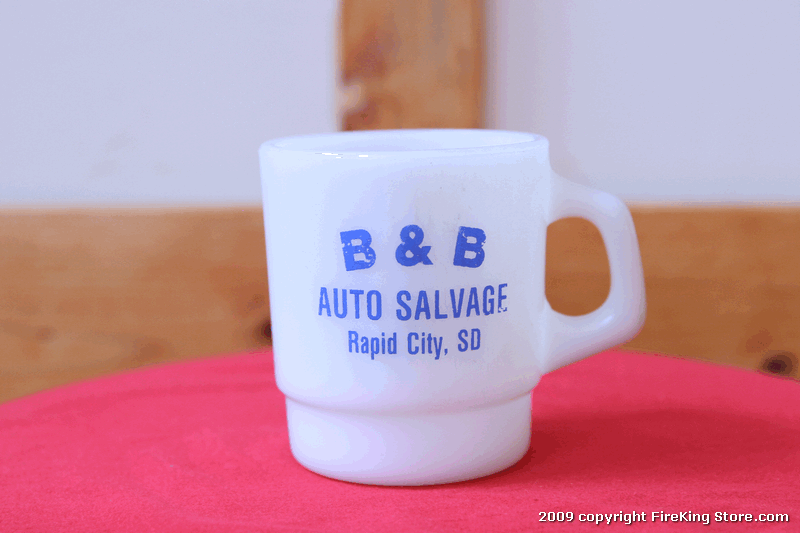 B & B
AUTO SALVAGE
Rapid City, SD
2009 copyright FireKing Store.com